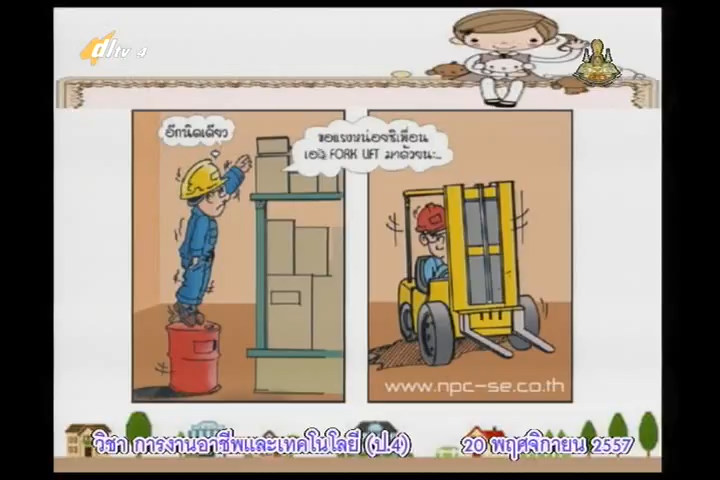 dltv 4
อีกนิดเดียว
ขอแรงหน่อยซิเพื่อน
เอา FORK LIFT มาด้วยนะ..
www.npc-se.co.th
วิชา การงานอาชีพและเทคโนโลยี (ป.4) 20 พฤศจิกายน 2557